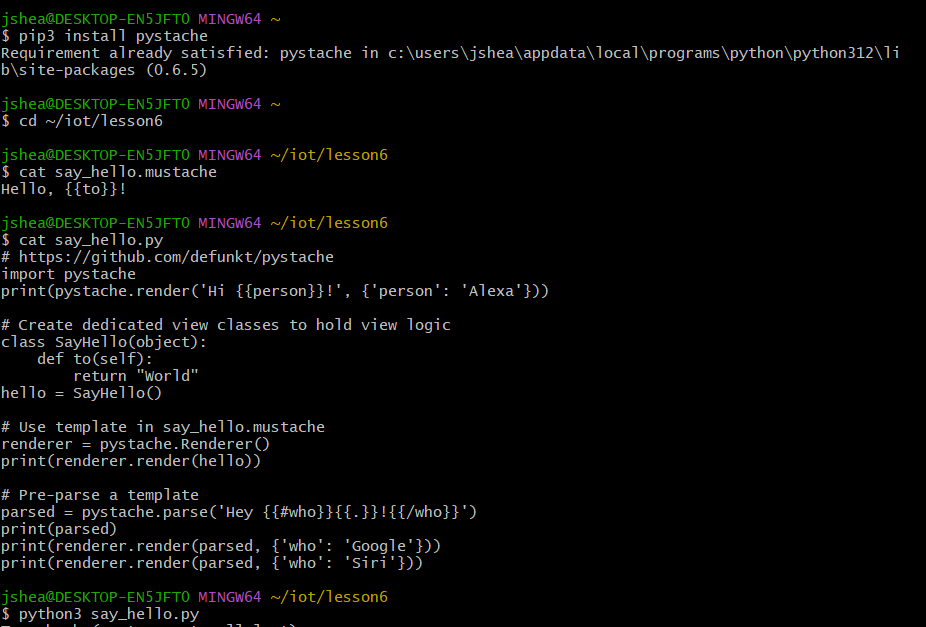 jshea@DESKTOP-EN5JFTO MINGW64 ~
$ pip3 install pystache
Requirement already satisfied: pystache in c:\users\jshea\appdata\local\programs\python\python312\li
b\site-packages (0.6.5)
jshea@DESKTOP-EN5JFTO MINGW64 ~
$ cd ~/iot/lesson6
jshea@DESKTOP-EN5JFTO MINGW64 ~/iot/lesson6
$ cat say_hello.mustache
Hello, {{to}}!
jshea@DESKTOP-EN5JFTO MINGW64 ~/iot/lesson6
$ cat say_hello.py
# https://github.com/defunkt/pystache
import pystache
print(pystache.render('Hi {{person}}!', {'person': 'Alexa'}))
# Create dedicated view classes to hold view logic
class SayHello(object):
    def to(self):
        return "World"
hello = SayHello()
# Use template in say_hello.mustache
renderer = pystache.Renderer()
print(renderer.render(hello))
# Pre-parse a template
parsed = pystache.parse('Hey {{#who}}{{.}}!{{/who}}')
print(parsed)
print(renderer.render(parsed, {'who': 'Google'}))
print(renderer.render(parsed, {'who': 'Siri'}))
jshea@DESKTOP-EN5JFTO MINGW64 ~/iot/lesson6
$ python3 say_hello.py